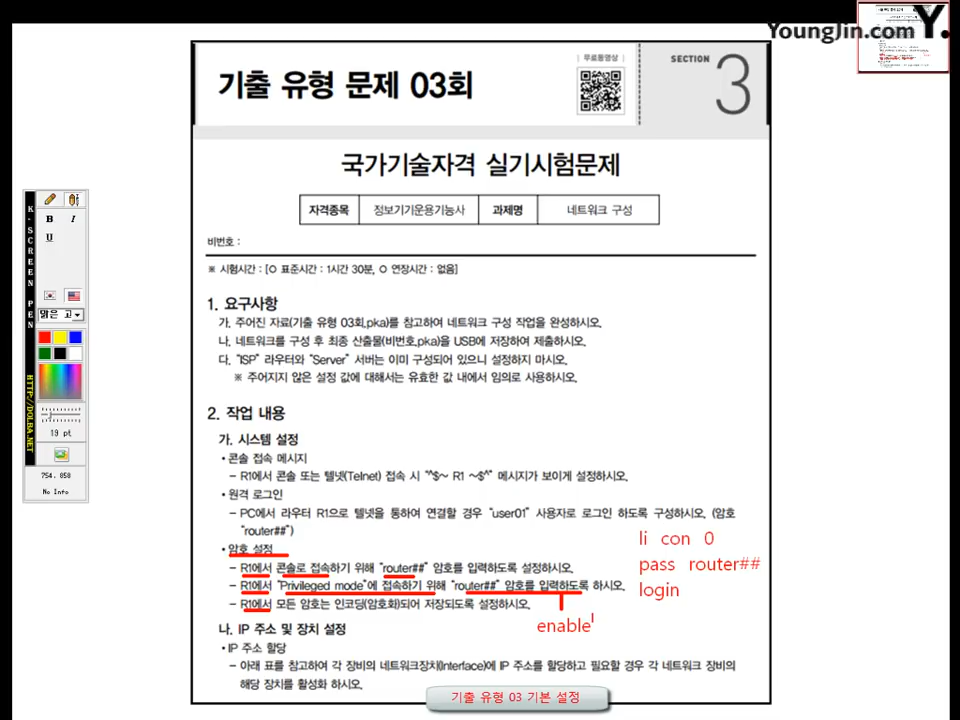 YoungJin.com Y.
기출 유형 문제 03회
| 무료동영상 |
SECTION 3
국가기술자격 실기시험문제
자격종목 정보기기운용기능사 과제명 네트워크 구성
비번호 :
※ 시험시간 : [○ 표준시간 : 1시간 30분, ○ 연장시간 : 없음]
1. 요구사항
가. 주어진 자료(기출 유형 03회.pka)를 참고하여 네트워크 구성 작업을 완성하시오.
나. 네트워크를 구성 후 최종 산출물(비번호.pka)을 USB에 저장하여 제출하시오.
다. "ISP" 라우터와 "Server" 서버는 이미 구성되어 있으니 설정하지 마시오.
※ 주어지지 않은 설정 값에 대해서는 유효한 값 내에서 임의로 사용하시오.
2. 작업 내용
가. 시스템 설정
• 콘솔 접속 메시지
– R1에서 콘솔 또는 텔넷(Telnet) 접속 시 "^$~ R1 ~$^" 메시지가 보이게 설정하시오.
• 원격 로그인
– PC에서 라우터 R1으로 텔넷을 통하여 연결할 경우 "user01" 사용자로 로그인 하도록 구성하시오. (암호
"router##")
• 암호 설정
– R1에서 콘솔로 접속하기 위해 "router##" 암호를 입력하도록 설정하시오.
– R1에서 "Privileged mode"에 접속하기 위해 "router##" 암호를 입력하도록 하시오.
– R1에서 모든 암호는 인코딩(암호화)되어 저장되도록 설정하시오.
li con 0
pass router##
login
enable
나. IP 주소 및 장치 설정
• IP 주소 할당
– 아래 표를 참고하여 각 장비의 네트워크장치(Interface)에 IP 주소를 할당하고 필요할 경우 각 네트워크 장비의
해당 장치를 활성화 하시오.
기출 유형 03 기본 설정
K-SCREEN PEN
HTTP://DOLBA.NET
B I
U
맑은 고
19 pt
754, 858
No Info